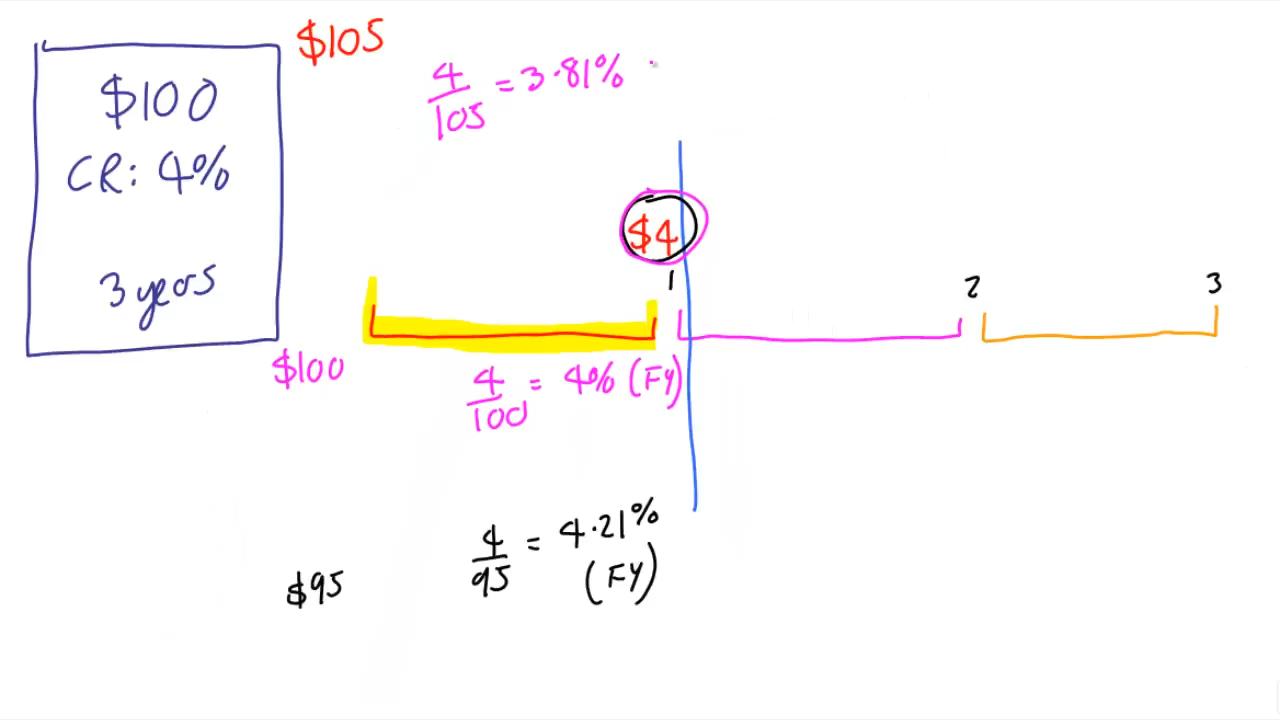 $105
$100
CR: 4%
3 years
4/105 = 3.81%
$4
1
2
3
$100
4/100 = 4% (FY)
$95
4/95 = 4.21%
(FY)